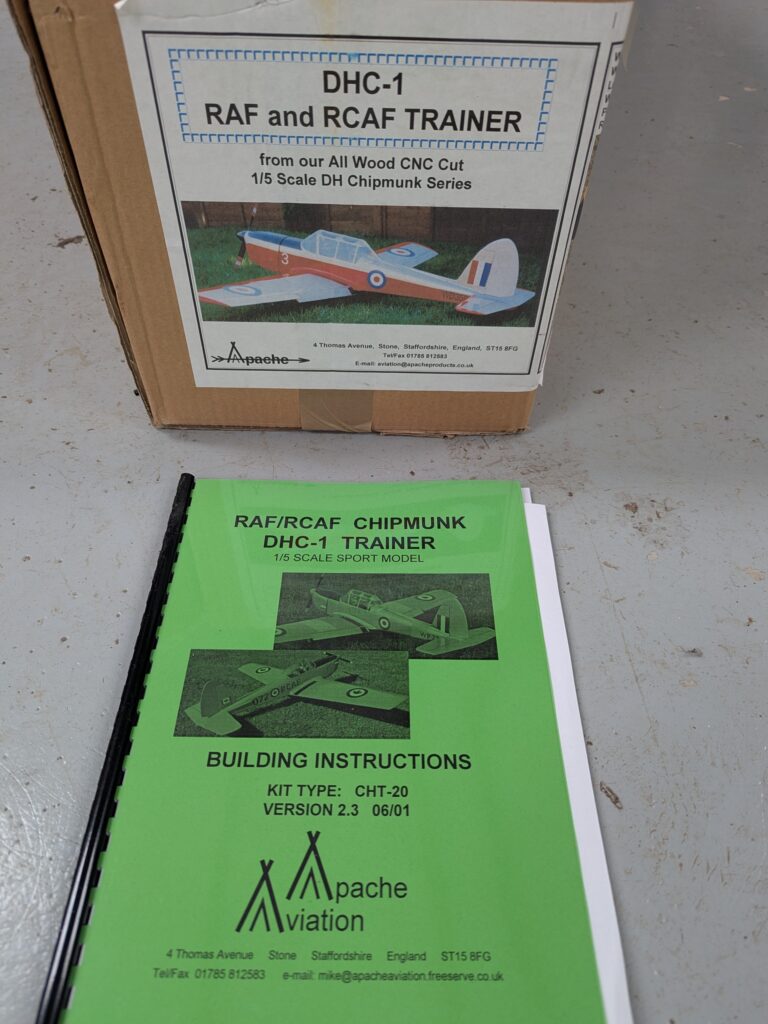 DHC-1
RAF and RCAF TRAINER
from our All Wood CNC Cut
1/5 Scale DH Chipmunk Series
3
Apache
4 Thomas Avenue, Stone, Staffordshire, England, ST15 8FG
Tel/Fax 01785 812583
E-mail: aviation@apacheproducts.co.uk
RAF/RCAF CHIPMUNK
DHC-1 TRAINER
1/5 SCALE SPORT MODEL
BUILDING INSTRUCTIONS
KIT TYPE: CHT-20
VERSION 2.3 06/01
Apache
Aviation
4 Thomas Avenue Stone Staffordshire England ST15 8FG
Tel/Fax 01785 812583 e-mail: mike@apacheaviation.freeserve.co.uk